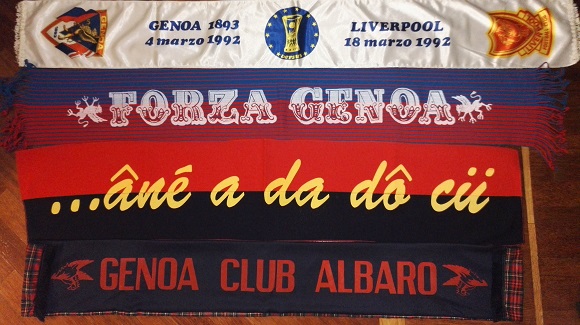 GENOA 1893 LIVERPOOL
4 marzo 1992 18 marzo 1992
FORZA GENOA
...âné a da dô cü
GENOA CLUB ALBARO